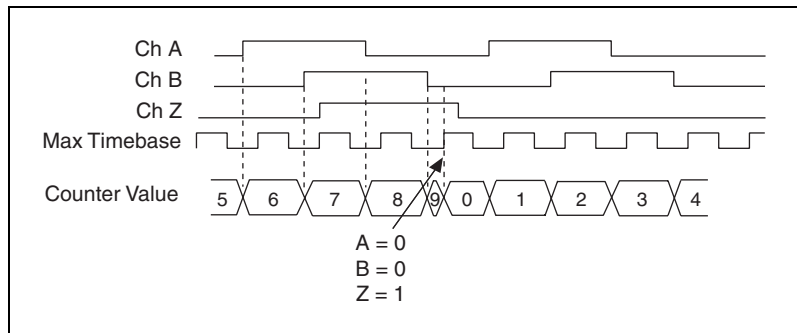 Ch A
Ch B
Ch Z
Max Timebase
Counter Value 5 6 7 8 9 0 1 2 3 4
A = 0
B = 0
Z = 1